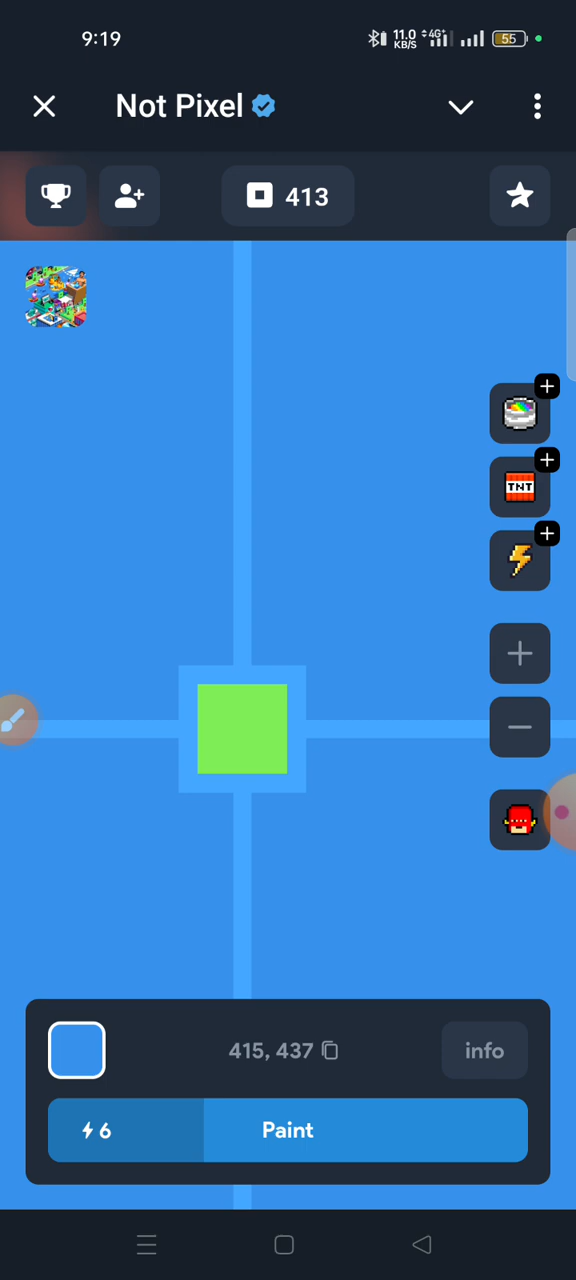 9:19
11.0
KB/S
4G+
55
Not Pixel
413
TNT
415, 437
info
6
Paint